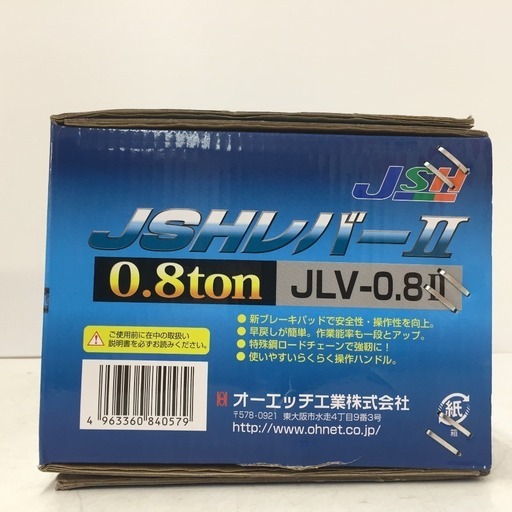 JSH
JSHレバーII
0.8ton
JLV-0.8II
● 新ブレーキパッドで安全性・操作性を向上。
● 早戻しが簡単。作業能率も一段とアップ。
● 特殊鋼ロードチェーンで強靭に！
● 使いやすいらくらく操作ハンドル。
ご使用前に在中の取扱い
説明書を必ずお読みください。
4 963360 840579
オーエッチ工業株式会社
〒578-0921 東大阪市水走4丁目9番3号
http://www.ohnet.co.jp/
紙
箱